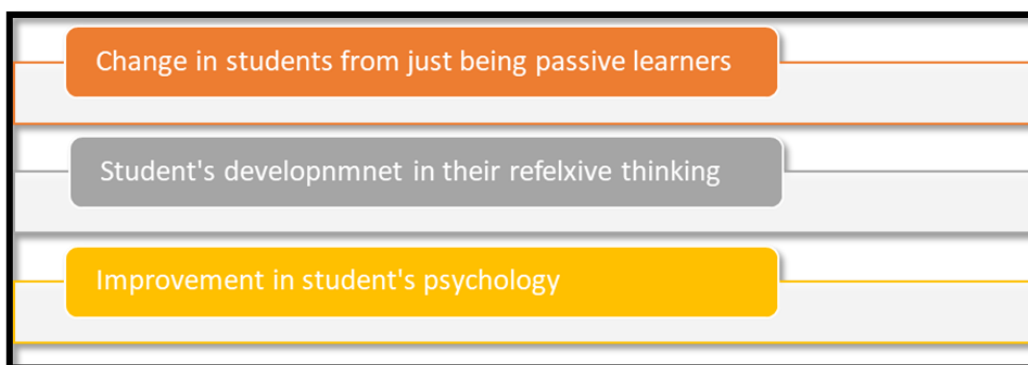 Change in students from just being passive learners
Student's developnmnet in their refelxive thinking
Improvement in student's psychology